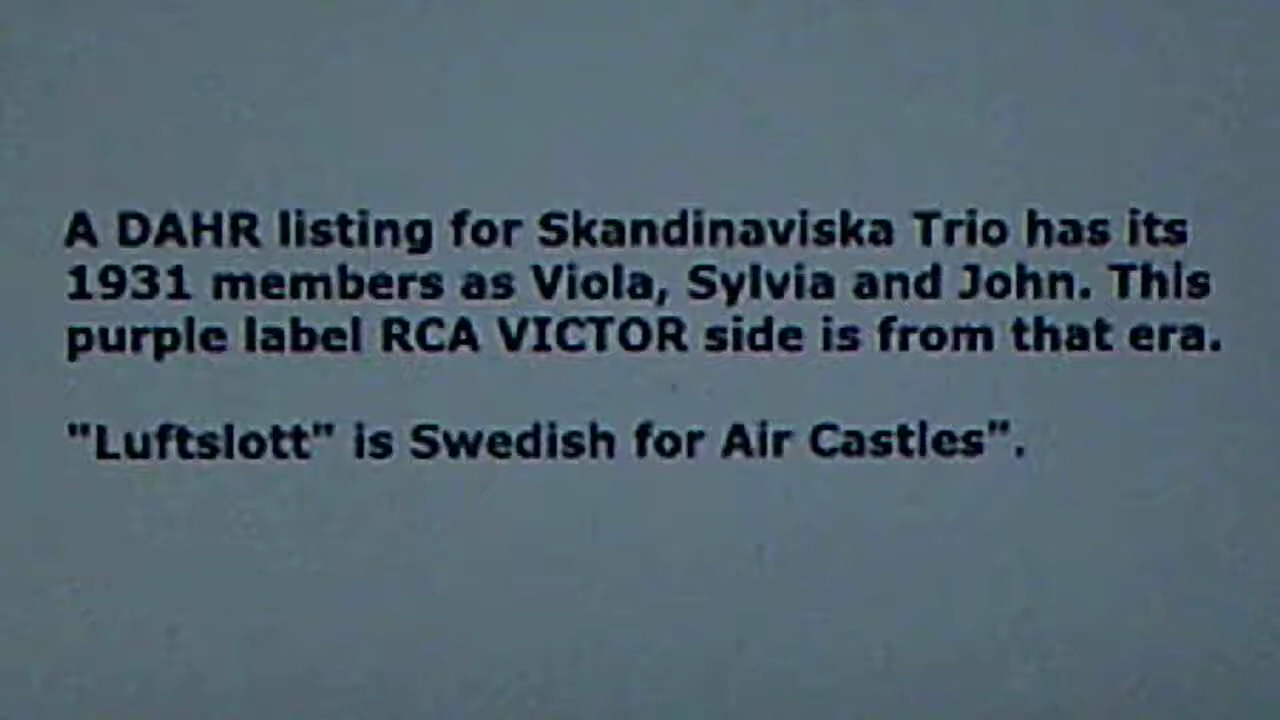 A DAHR listing for Skandinaviska Trio has its
1931 members as Viola, Sylvia and John. This
purple label RCA VICTOR side is from that era.
"Luftslott" is Swedish for Air Castles".